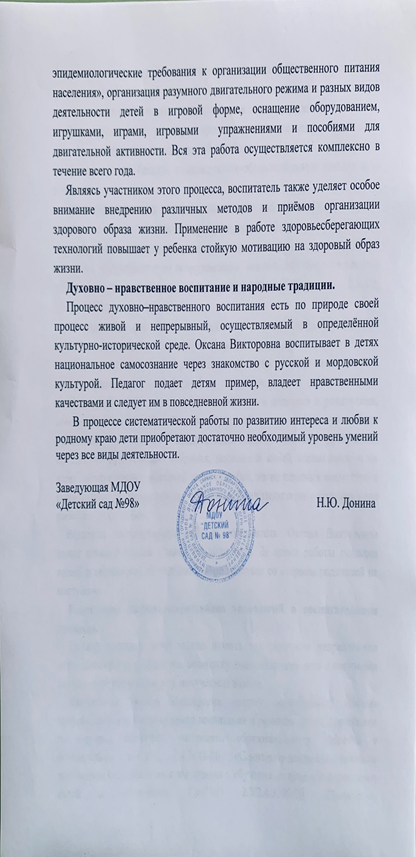 эпидемиологические требования к организации общественного питания
населения», организация разумного двигательного режима и разных видов
деятельности детей в игровой форме, оснащение оборудованием,
игрушками, играми, игровыми упражнениями и пособиями для
двигательной активности. Вся эта работа осуществляется комплексно в
течение всего года.
Являясь участником этого процесса, воспитатель также уделяет особое
внимание внедрению различных методов и приёмов организации
здорового образа жизни. Применение в работе здоровьесберегающих
технологий повышает у ребенка стойкую мотивацию на здоровый образ
жизни.
Духовно – нравственное воспитание и народные традиции.
Процесс духовно–нравственного воспитания есть по природе своей
процесс живой и непрерывный, осуществляемый в определённой
культурно-исторической среде. Оксана Викторовна воспитывает в детях
национальное самосознание через знакомство с русской и мордовской
культурой. Педагог подает детям пример, владеет нравственными
качествами и следует им в повседневной жизни.
В процессе систематической работы по развитию интереса и любви к
родному краю дети приобретают достаточно необходимый уровень умений
через все виды деятельности.
Заведующая МДОУ
«Детский сад №98» Донина Н.Ю. Донина
МДОУ
"ДЕТСКИЙ
САД № 98"